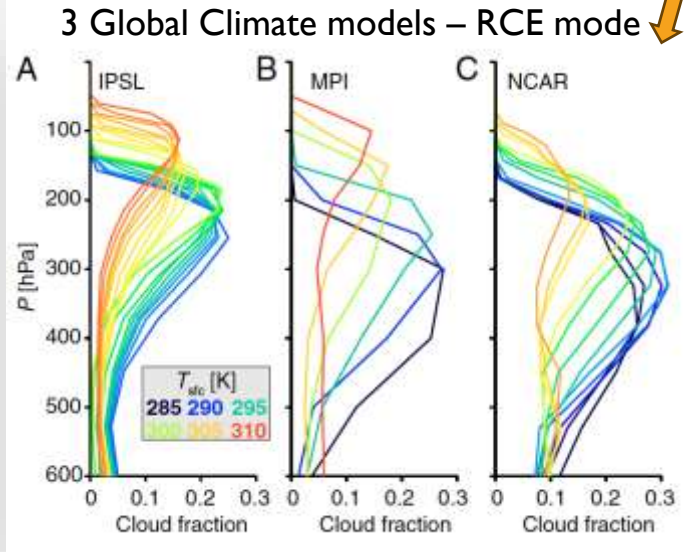 3 Global Climate models – RCE mode
A IPSL
B MPI
C NCAR
P [hPa]
100
200
300
400
500
600
T_sfc [K]
285 290 295
300 305 310
0 0.1 0.2 0.3
0 0.1 0.2 0.3
0 0.1 0.2 0.3
Cloud fraction
Cloud fraction
Cloud fraction